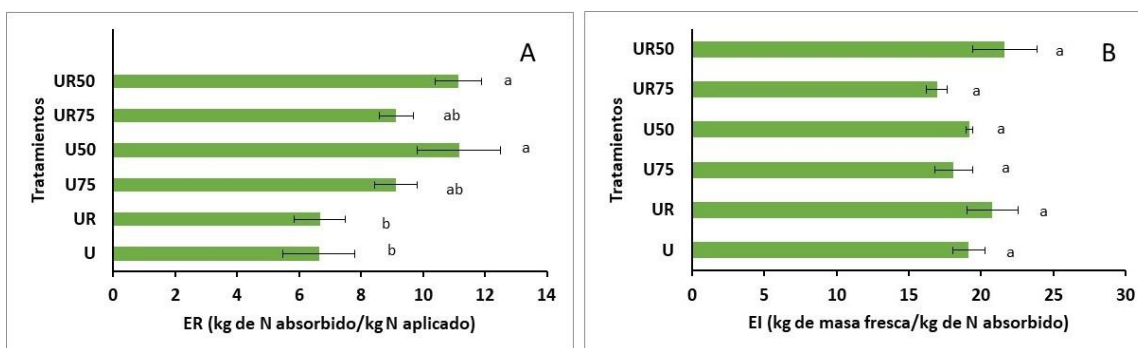 A
Tratamientos
UR50
a
UR75
ab
U50
a
U75
ab
UR
b
U
b
0 2 4 6 8 10 12 14
ER (kg de N absorbido/kg N aplicado)
B
Tratamientos
UR50
a
UR75
a
U50
a
U75
a
UR
a
U
a
0 5 10 15 20 25 30
EI (kg de masa fresca/kg de N absorbido)